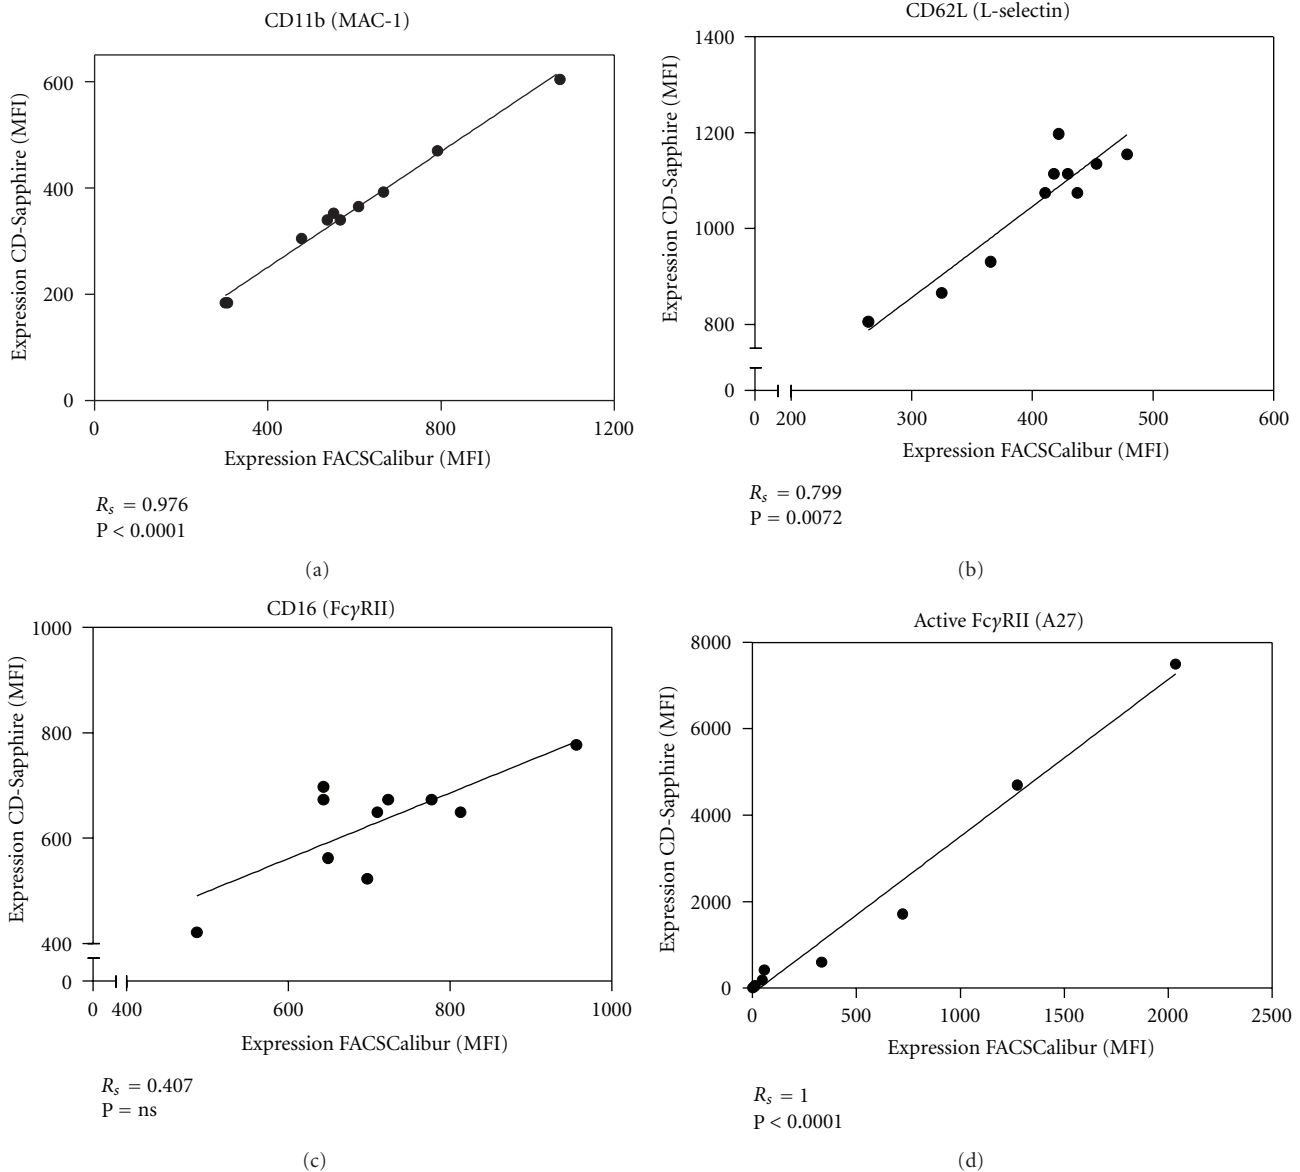 CD11b (MAC-1)
Expression CD-Sapphire (MFI)
600
400
200
0
0 400 800 1200
Expression FACSCalibur (MFI)
Rs = 0.976
P < 0.0001
(a)
CD62L (L-selectin)
Expression CD-Sapphire (MFI)
1400
1200
1000
800
0
0 200 300 400 500 600
Expression FACSCalibur (MFI)
Rs = 0.799
P = 0.0072
(b)
CD16 (FcγRII)
Expression CD-Sapphire (MFI)
1000
800
600
400
0
0 400 600 800 1000
Expression FACSCalibur (MFI)
Rs = 0.407
P = ns
(c)
Active FcγRII (A27)
Expression CD-Sapphire (MFI)
8000
6000
4000
2000
0
0 500 1000 1500 2000 2500
Expression FACSCalibur (MFI)
Rs = 1
P < 0.0001
(d)